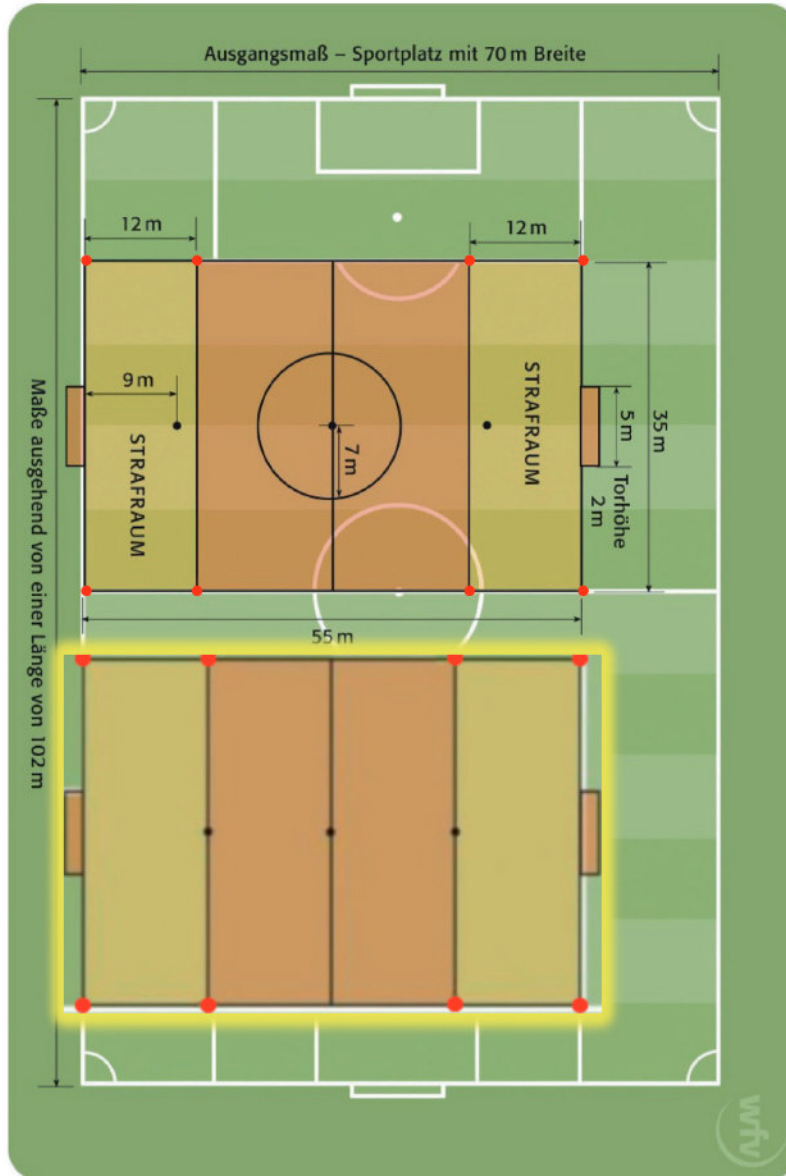 Ausgangsmaß – Sportplatz mit 70 m Breite
12 m
12 m
9 m
STRAFRAUM
7 m
STRAFRAUM
5 m
35 m
Torhöhe
2 m
55 m
Maße ausgehend von einer Länge von 102 m
wfv